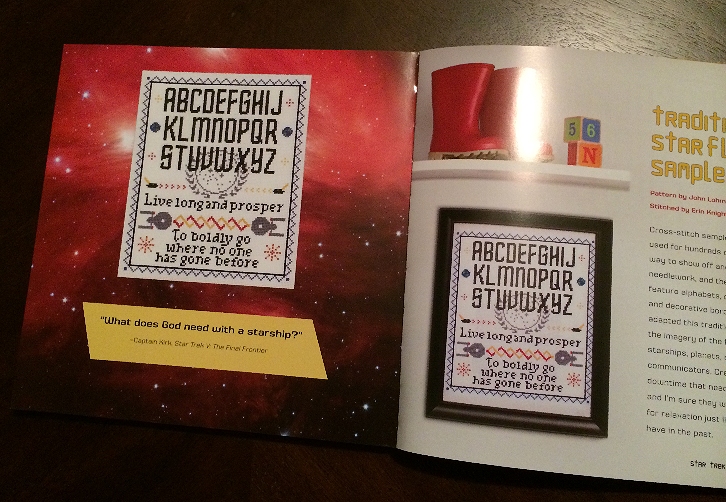 ABCDEFGHIJ
KLMNOPQR
STUVWXYZ
Live long and prosper
To boldly go
where no one
has gone before
"What does God need with a starship?"
–Captain Kirk, Star Trek V: The Final Frontier
5 6
N
ABCDEFGHIJ
KLMNOPQR
STUVWXYZ
Live long and prosper
To boldly go
where no one
has gone before
TRADITI
STARFL
SAMPLE
Pattern by John Lohm
Stitched by Erin Knigh
Cross-stitch sampl
used for hundreds o
way to show off an
needlework, and the
feature alphabets,
and decorative bor
adapted this tradit
the imagery of the f
starships, planets,
communicators. Cre
downtime that need
and I'm sure they w
for relaxation just l
have in the past.
STAR TREK